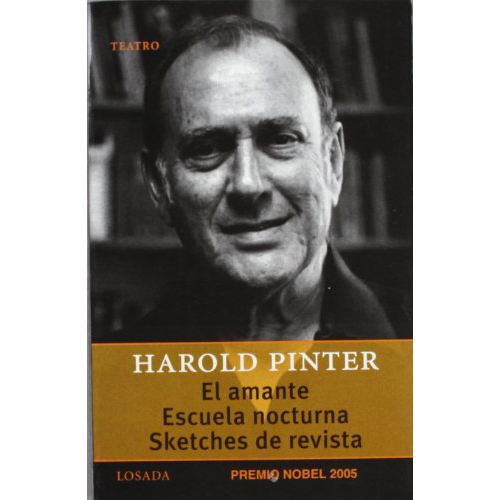 TEATRO
HAROLD PINTER
El amante
Escuela nocturna
Sketches de revista
LOSADA
PREMIO NOBEL 2005